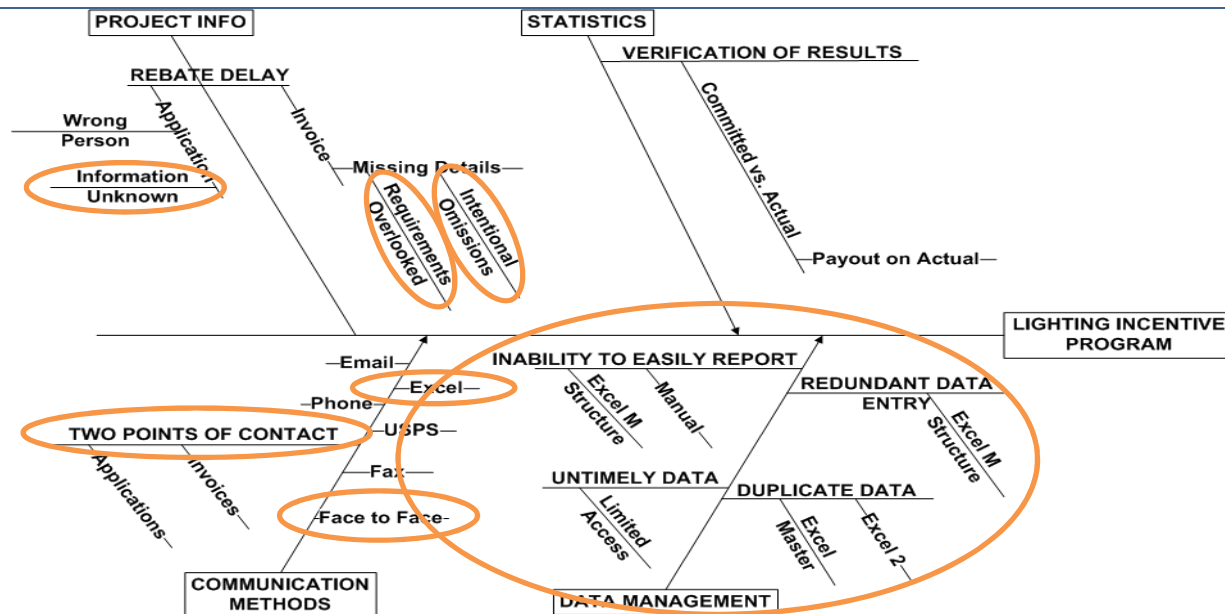 PROJECT INFO
STATISTICS
VERIFICATION OF RESULTS
REBATE DELAY
Application
Invoice
Committed vs. Actual
Wrong
Person
Missing Details
Information
Unknown
Requirements
Overlooked
Intentional
Omissions
Payout on Actual
LIGHTING INCENTIVE
PROGRAM
Email
INABILITY TO EASILY REPORT
Excel
Excel M
Structure
Manual
REDUNDANT DATA
ENTRY
Excel M
Structure
Phone
TWO POINTS OF CONTACT
USPS
Applications
Invoices
Fax
UNTIMELY DATA
Limited
Access
DUPLICATE DATA
Excel
Master
Excel 2
Face to Face
COMMUNICATION
METHODS
DATA MANAGEMENT